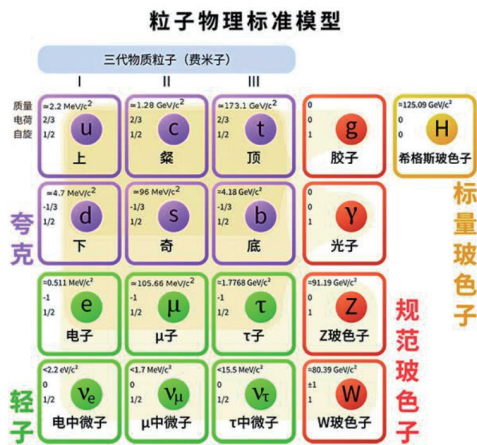 粒子物理标准模型
三代物质粒子（费米子）
I II III
质量
电荷
自旋
≃2.2 MeV/c²
2/3
1/2
u
上
≃1.28 GeV/c²
2/3
1/2
c
粲
≃173.1 GeV/c²
2/3
1/2
t
顶
0
0
1
g
胶子
≃125.09 GeV/c²
0
0
H
希格斯玻色子
≃4.7 MeV/c²
-1/3
1/2
d
下
≃96 MeV/c²
-1/3
1/2
s
奇
≃4.18 GeV/c²
-1/3
1/2
b
底
0
0
1
γ
光子
夸克
标量玻色子
≃0.511 MeV/c²
-1
1/2
e
电子
≃105.66 MeV/c²
-1
1/2
μ
μ子
≃1.7768 GeV/c²
-1
1/2
τ
τ子
≃91.19 GeV/c²
0
1
Z
Z玻色子
<2.2 eV/c²
0
1/2
νe
电中微子
<1.7 MeV/c²
0
1/2
νμ
μ中微子
<15.5 MeV/c²
0
1/2
ντ
τ中微子
≃80.39 GeV/c²
±1
1
W
W玻色子
轻子
规范玻色子